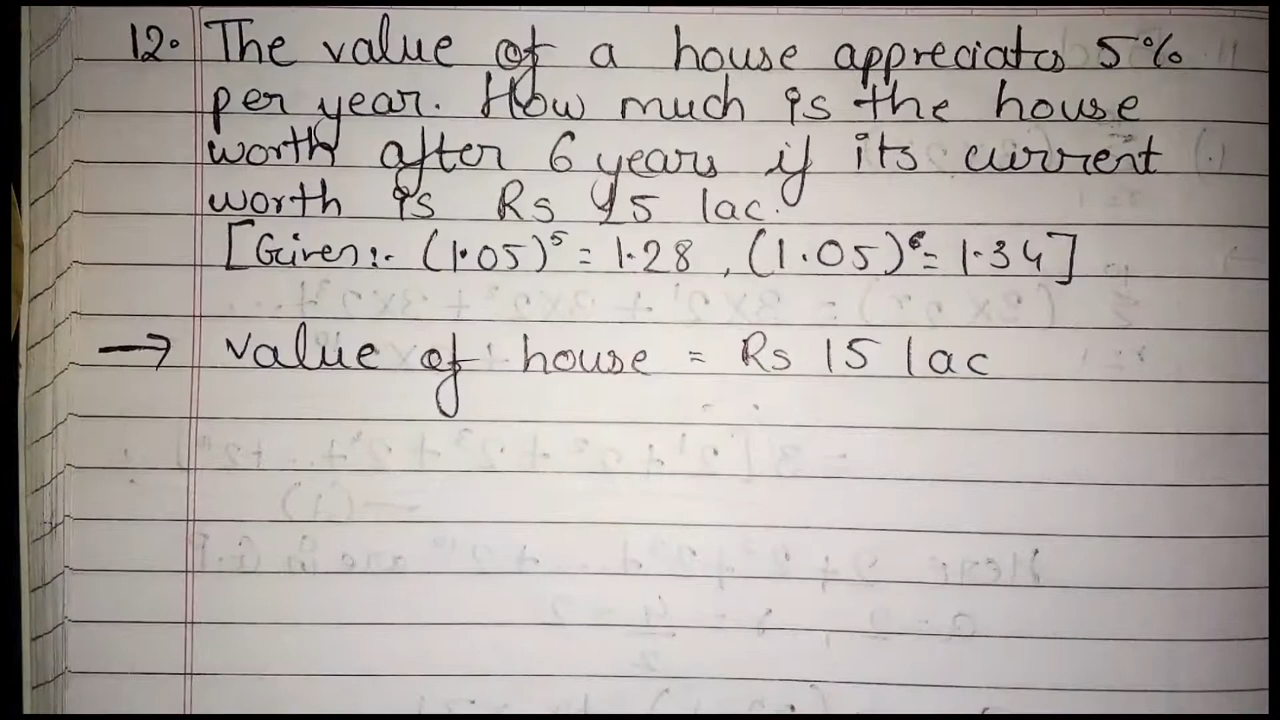 12. The value of a house appreciates 5%
per year. How much is the house
worth after 6 years if its current
worth is Rs 15 lac.
[Given:- (1.05)⁵ = 1.28 , (1.05)⁶ = 1.34]
→ value of house = Rs 15 lac